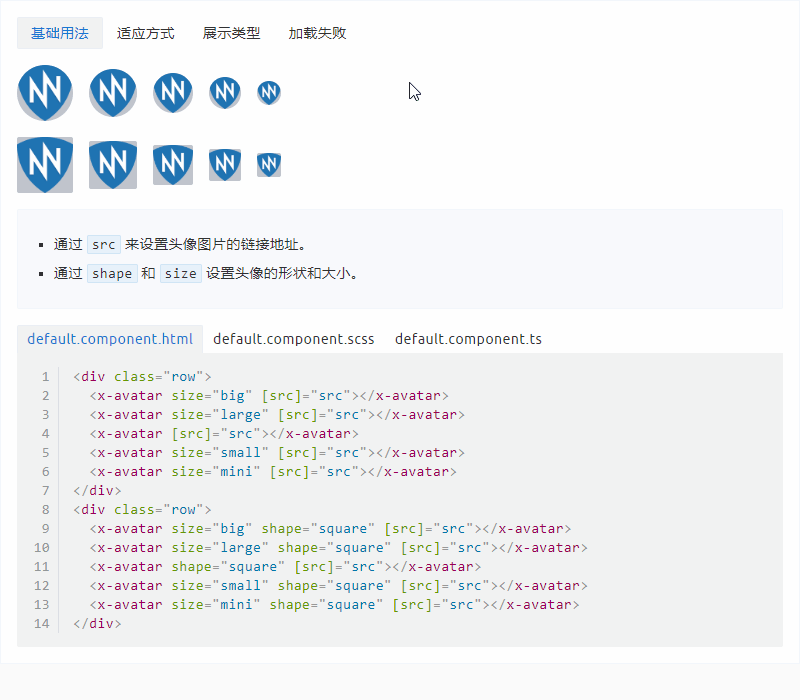 基础用法 适应方式 展示类型 加载失败
通过 src 来设置头像图片的链接地址。
通过 shape 和 size 设置头像的形状和大小。
default.component.html default.component.scss default.component.ts
1 <div class="row">
2 <x-avatar size="big" [src]="src"></x-avatar>
3 <x-avatar size="large" [src]="src"></x-avatar>
4 <x-avatar [src]="src"></x-avatar>
5 <x-avatar size="small" [src]="src"></x-avatar>
6 <x-avatar size="mini" [src]="src"></x-avatar>
7 </div>
8 <div class="row">
9 <x-avatar size="big" shape="square" [src]="src"></x-avatar>
10 <x-avatar size="large" shape="square" [src]="src"></x-avatar>
11 <x-avatar shape="square" [src]="src"></x-avatar>
12 <x-avatar size="small" shape="square" [src]="src"></x-avatar>
13 <x-avatar size="mini" shape="square" [src]="src"></x-avatar>
14 </div>